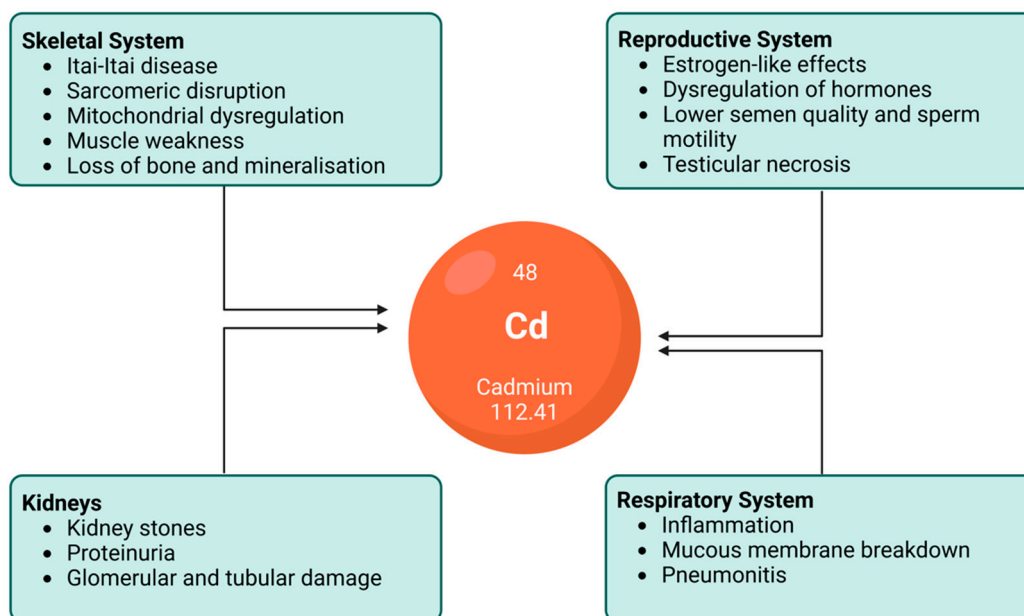 Skeletal System
• Itai-Itai disease
• Sarcomeric disruption
• Mitochondrial dysregulation
• Muscle weakness
• Loss of bone and mineralisation
Reproductive System
• Estrogen-like effects
• Dysregulation of hormones
• Lower semen quality and sperm
motility
• Testicular necrosis
48
Cd
Cadmium
112.41
Kidneys
• Kidney stones
• Proteinuria
• Glomerular and tubular damage
Respiratory System
• Inflammation
• Mucous membrane breakdown
• Pneumonitis